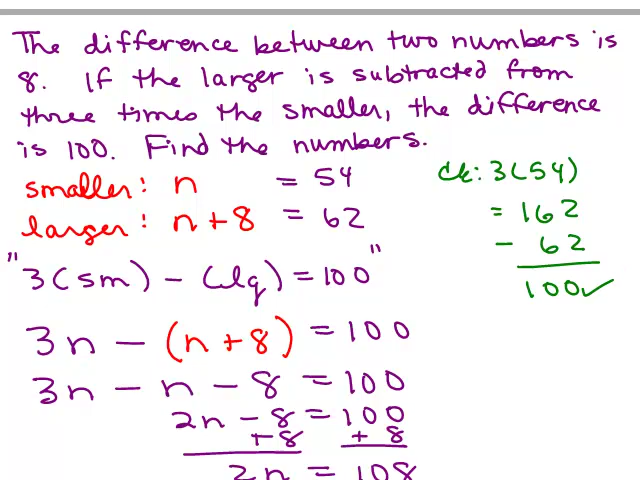 The difference between two numbers is
8. If the larger is subtracted from
three times the smaller, the difference
is 100. Find the numbers.
smaller: n = 54
larger: n + 8 = 62
ck: 3(54)
= 162
- 62
100 ✓
"3(sm) - (lg) = 100"
3n - (n + 8) = 100
3n - n - 8 = 100
2n - 8 = 100
+ 8 + 8
2n = 108